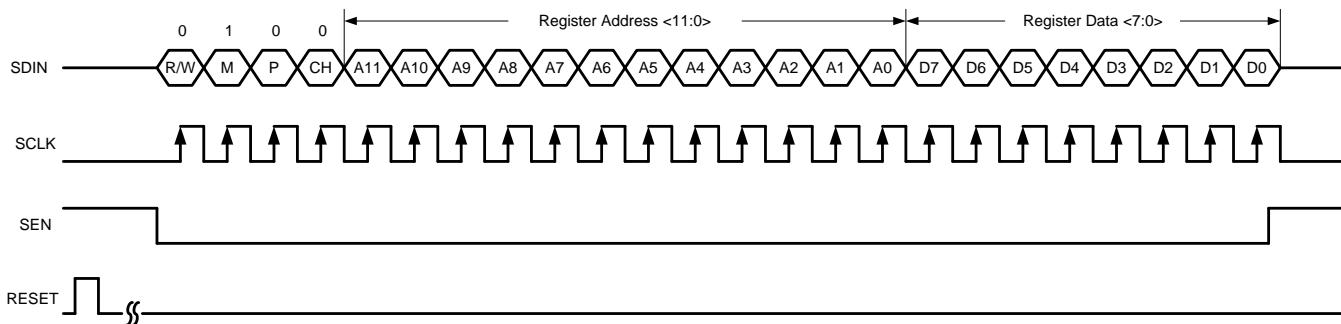 0 1 0 0 Register Address <11:0> Register Data <7:0>
SDIN R/W M P CH A11 A10 A9 A8 A7 A6 A5 A4 A3 A2 A1 A0 D7 D6 D5 D4 D3 D2 D1 D0
SCLK
SEN
RESET